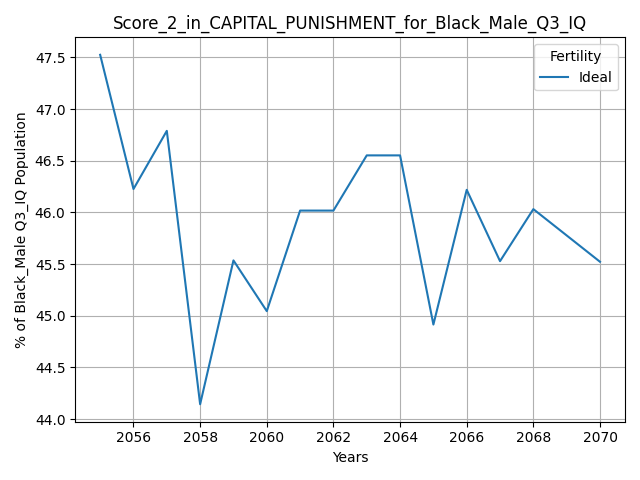 Score_2_in_CAPITAL_PUNISHMENT_for_Black_Male_Q3_IQ
Fertility
Ideal
% of Black_Male Q3_IQ Population
47.5
47.0
46.5
46.0
45.5
45.0
44.5
44.0
2056 2058 2060 2062 2064 2066 2068 2070
Years